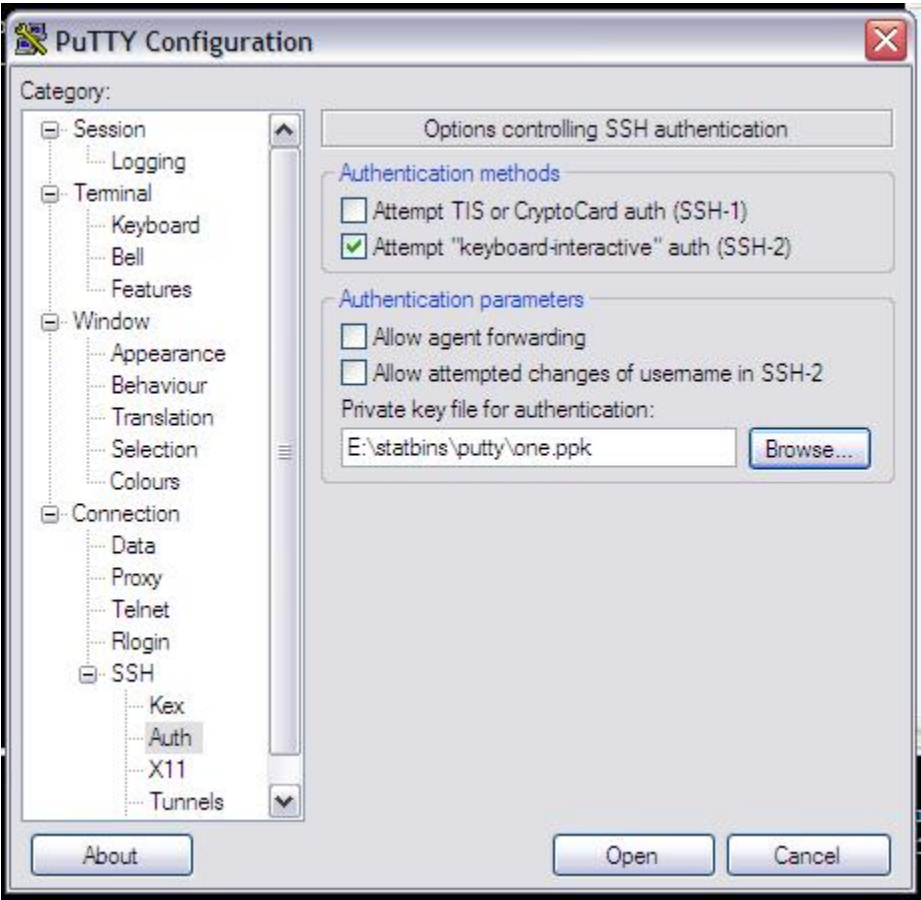 PuTTY Configuration
Category:
Session
Logging
Terminal
Keyboard
Bell
Features
Window
Appearance
Behaviour
Translation
Selection
Colours
Connection
Data
Proxy
Telnet
Rlogin
SSH
Kex
Auth
X11
Tunnels
Options controlling SSH authentication
Authentication methods
Attempt TIS or CryptoCard auth (SSH-1)
Attempt "keyboard-interactive" auth (SSH-2)
Authentication parameters
Allow agent forwarding
Allow attempted changes of username in SSH-2
Private key file for authentication:
E:\statbins\putty\one.ppk
Browse...
About
Open
Cancel